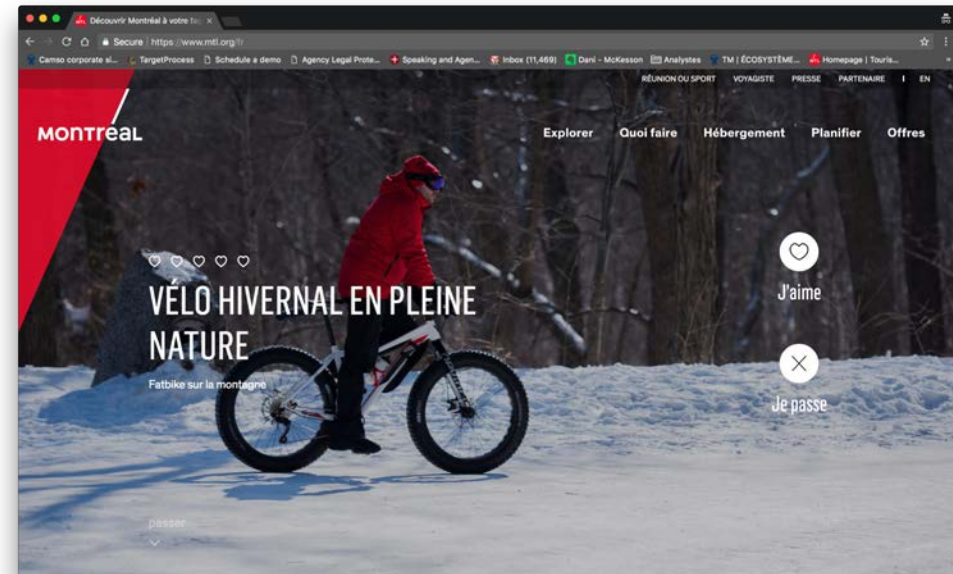 Découvrir Montréal à votre faç
Secure https://www.mtl.org/fr
Camso corporate si... TargetProcess Schedule a demo Agency Legal Prote... Speaking and Agen... Inbox (11,469) Dani - McKesson Analystes TM | ÉCOSYSTÈME... Homepage | Touris... »
RÉUNION OU SPORT VOYAGISTE PRESSE PARTENAIRE | EN
MONTRÉAL
Explorer Quoi faire Hébergement Planifier Offres
J'aime
VÉLO HIVERNAL EN PLEINE
NATURE
Fatbike sur la montagne
Je passe
passer